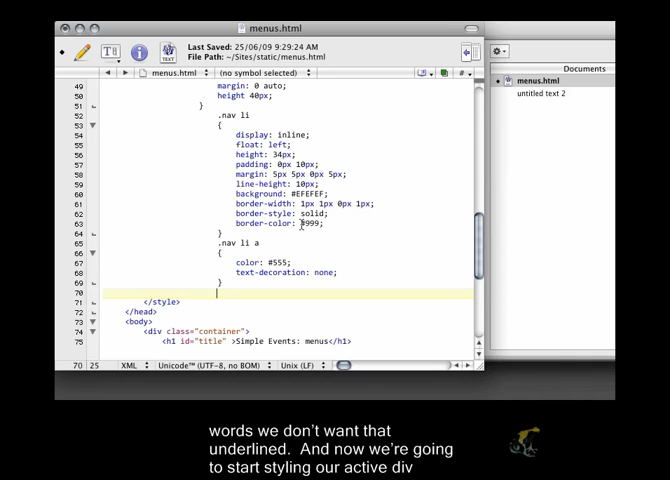 menus.html
TEXT
Last Saved: 25/06/09 9:29:24 AM
File Path: ~/Sites/static/menus.html
menus.html
(no symbol selected)
#
Documents
menus.html
untitled text 2
49 margin: 0 auto;
50 height 40px;
51 }
52 .nav li
53 {
54 display: inline;
55 float: left;
56 height: 34px;
57 padding: 0px 10px;
58 margin: 5px 5px 0px 5px;
59 line-height: 10px;
60 background: #EFEFEF;
61 border-width: 1px 1px 0px 1px;
62 border-style: solid;
63 border-color: #999;
64 }
65 .nav li a
66 {
67 color: #555;
68 text-decoration: none;
69 }
70
71 </style>
72 </head>
73 <body>
74 <div class="container">
75 <h1 id="title" >Simple Events: menus</h1>
70 25 XML Unicode™ (UTF-8, no BOM) Unix (LF)
words we don't want that
underlined. And now we're going
to start styling our active div